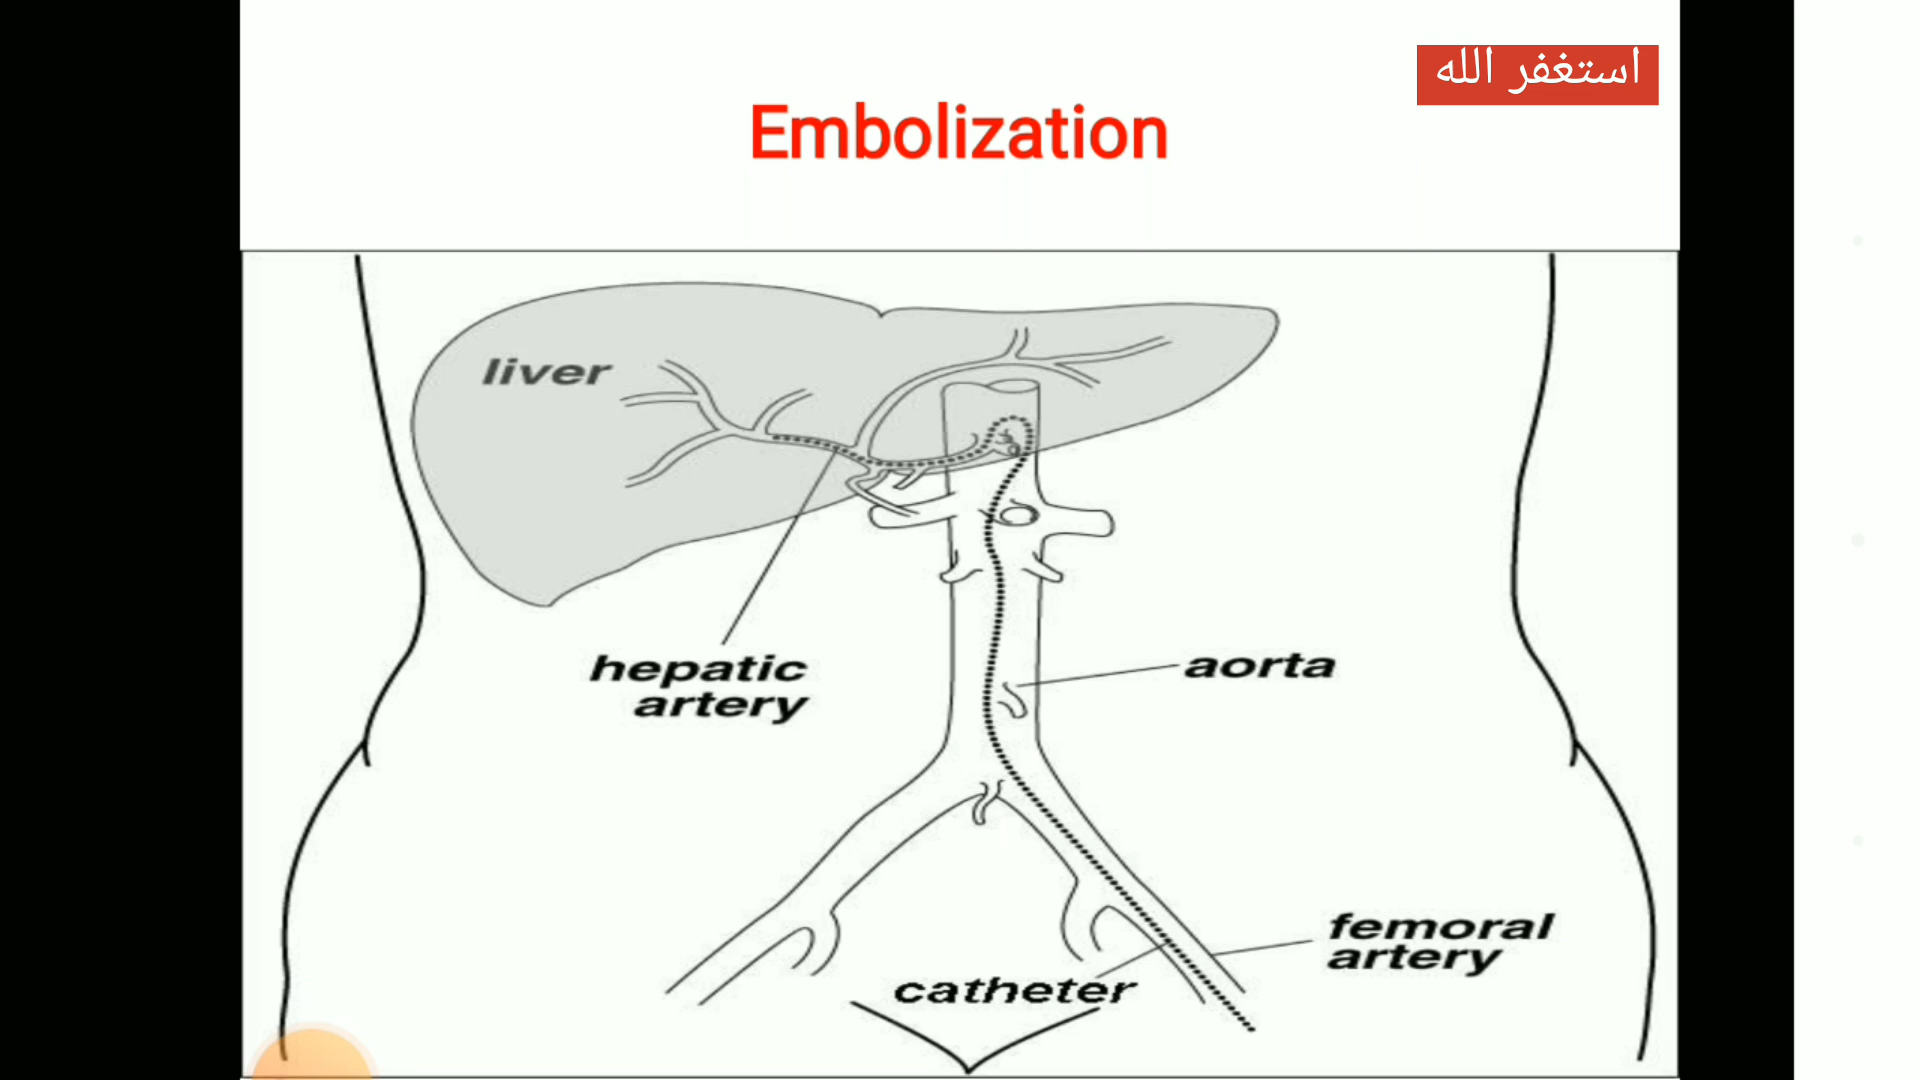 استغفر الله
Embolization
liver
hepatic
artery
aorta
femoral
artery
catheter